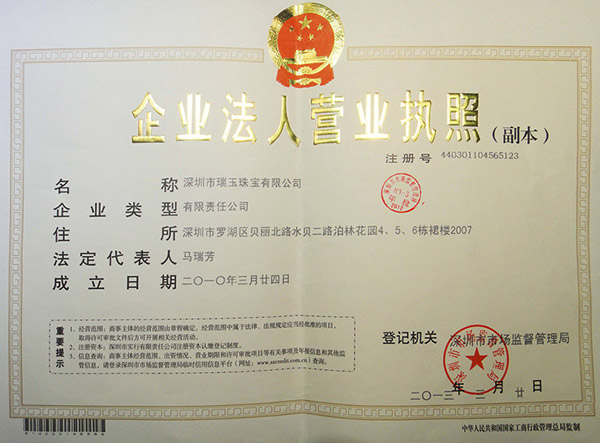 企业法人营业执照(副本)
注册号 440301104565123
名称 深圳市瑞玉珠宝有限公司
企业类型 有限责任公司
住所 深圳市罗湖区贝丽北路水贝二路泊林花园4、5、6栋裙楼2007
法定代表人 马瑞芳
成立日期 二〇一〇年三月廿四日
重要提示
1、经营范围:商事主体的经营范围由章程确定。经营范围中属于法律、法规规定应当经批准的项目,
取得许可审批文件后方可开展相关经营活动。
2、注册资本:深圳市实行有限责任公司注册资本认缴登记制度。
3、信息查询:商事主体经营范围、出资情况、营业期限和许可审批项目等有关事项及年报信息和其他监
管信息,请登录深圳市市场监督管理局临时信用信息平台(网址:www.szcredit.com.cn)查询。
登记机关 深圳市市场监督管理局
二〇一三年三月廿日
中华人民共和国国家工商行政管理总局监制